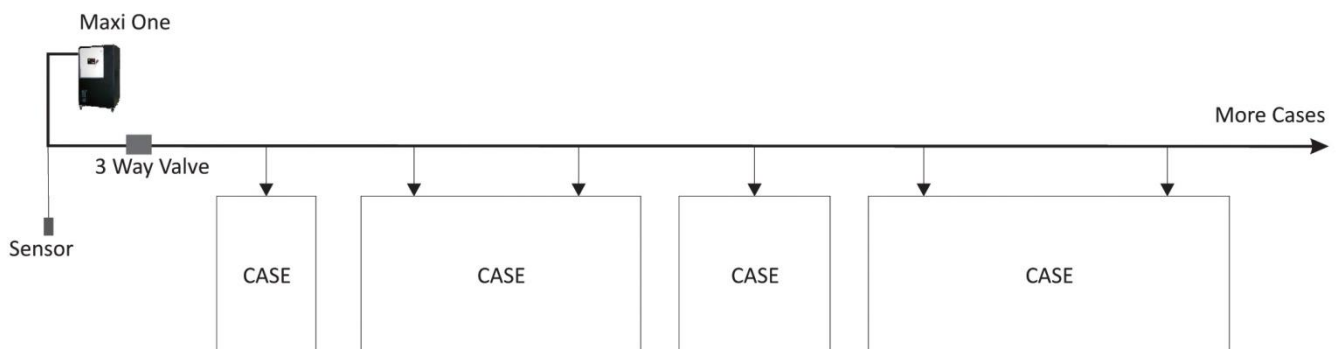 Maxi One
More Cases
3 Way Valve
Sensor
CASE
CASE
CASE
CASE